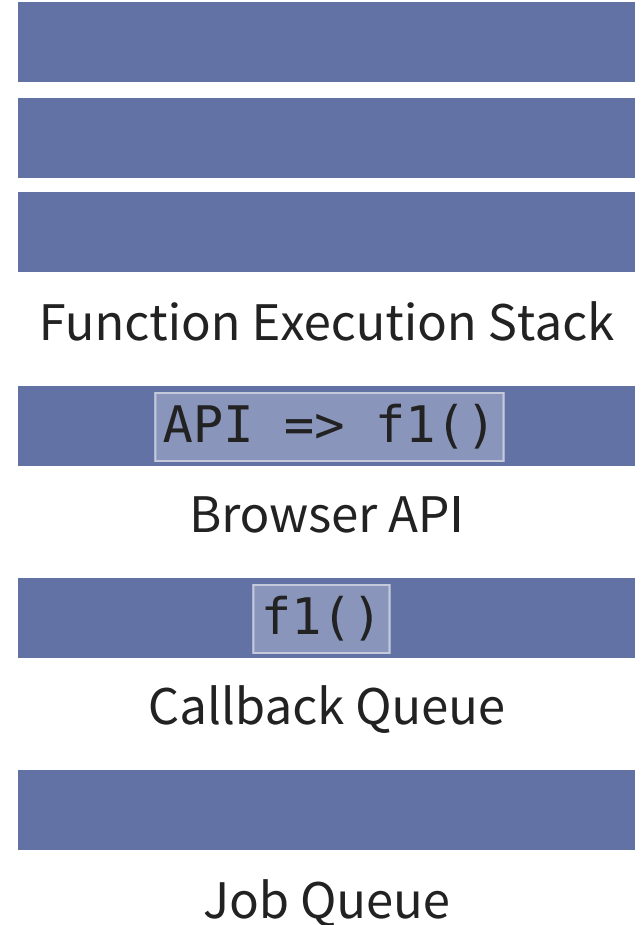 Function Execution Stack
API => f1()
Browser API
f1()
Callback Queue
Job Queue